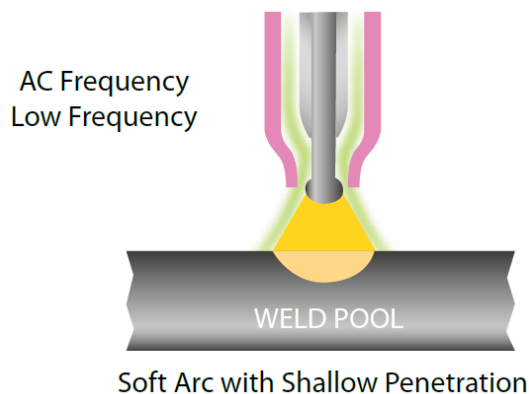 AC Frequency
Low Frequency
WELD POOL
Soft Arc with Shallow Penetration